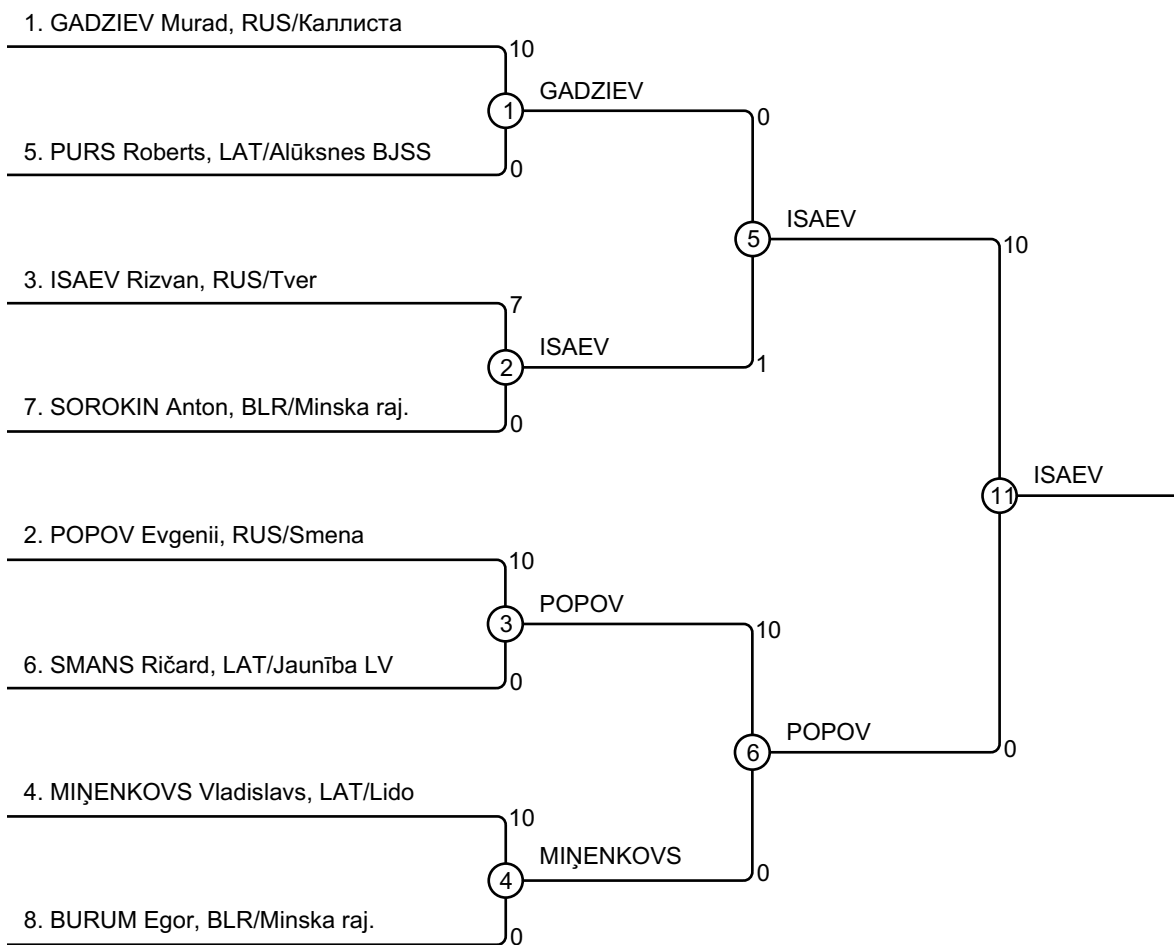 1. GADZIEV Murad, RUS/Каллиста
10
1
GADZIEV
0
5. PURS Roberts, LAT/Alūksnes BJSS
0
5
ISAEV
10
3. ISAEV Rizvan, RUS/Tver
7
2
ISAEV
1
7. SOROKIN Anton, BLR/Minska raj.
0
11
ISAEV
2. POPOV Evgenii, RUS/Smena
10
3
POPOV
10
6. SMANS Ričard, LAT/Jaunība LV
0
6
POPOV
0
4. MIŅENKOVS Vladislavs, LAT/Lido
10
4
MIŅENKOVS
0
8. BURUM Egor, BLR/Minska raj.
0